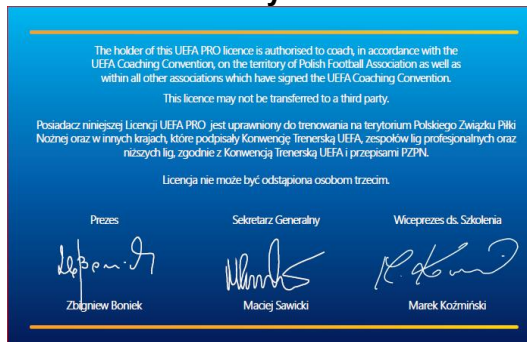 The holder of this UEFA PRO licence is authorised to coach, in accordance with the
UEFA Coaching Convention, on the territory of Polish Football Association as well as
within all other associations which have signed the UEFA Coaching Convention.
This licence may not be transferred to a third party.
Posiadacz niniejszej Licencji UEFA PRO jest uprawniony do trenowania na terytorium Polskiego Związku Piłki
Nożnej oraz w innych krajach, które podpisały Konwencję Trenerską UEFA, zespołów lig profesjonalnych oraz
niższych lig, zgodnie z Konwencją Trenerską UEFA i przepisami PZPN.
Licencja nie może być odstąpiona osobom trzecim.
Prezes Sekretarz Generalny Wiceprezes ds. Szkolenia
Zbigniew Boniek Maciej Sawicki Marek Koźmiński